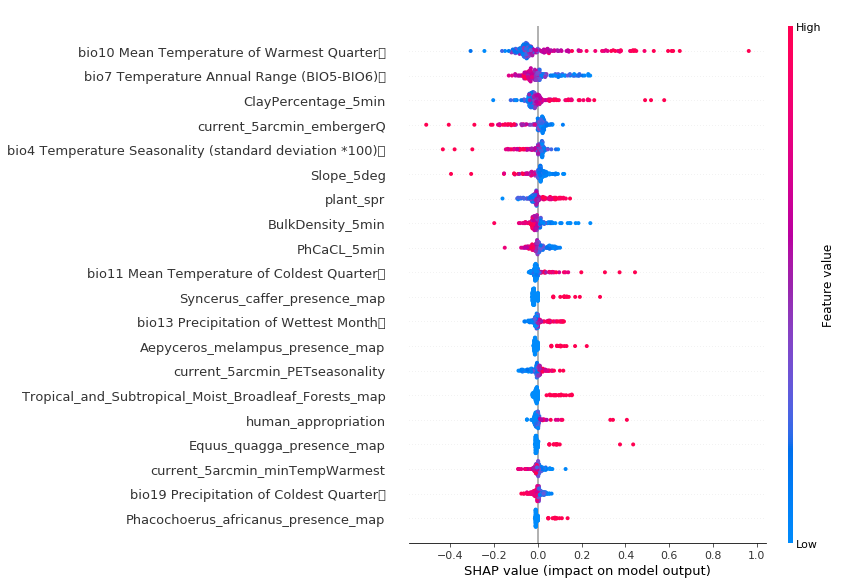 High
bio10 Mean Temperature of Warmest Quarter
bio7 Temperature Annual Range (BIO5-BIO6)
ClayPercentage_5min
current_5arcmin_embergerQ
bio4 Temperature Seasonality (standard deviation *100)
Slope_5deg
plant_spr
BulkDensity_5min
PhCaCL_5min
bio11 Mean Temperature of Coldest Quarter
Syncerus_caffer_presence_map
bio13 Precipitation of Wettest Month
Aepyceros_melampus_presence_map
current_5arcmin_PETseasonality
Tropical_and_Subtropical_Moist_Broadleaf_Forests_map
human_appropriation
Equus_quagga_presence_map
current_5arcmin_minTempWarmest
bio19 Precipitation of Coldest Quarter
Phacochoerus_africanus_presence_map
Feature value
Low
−0.4 −0.2 0.0 0.2 0.4 0.6 0.8 1.0
SHAP value (impact on model output)